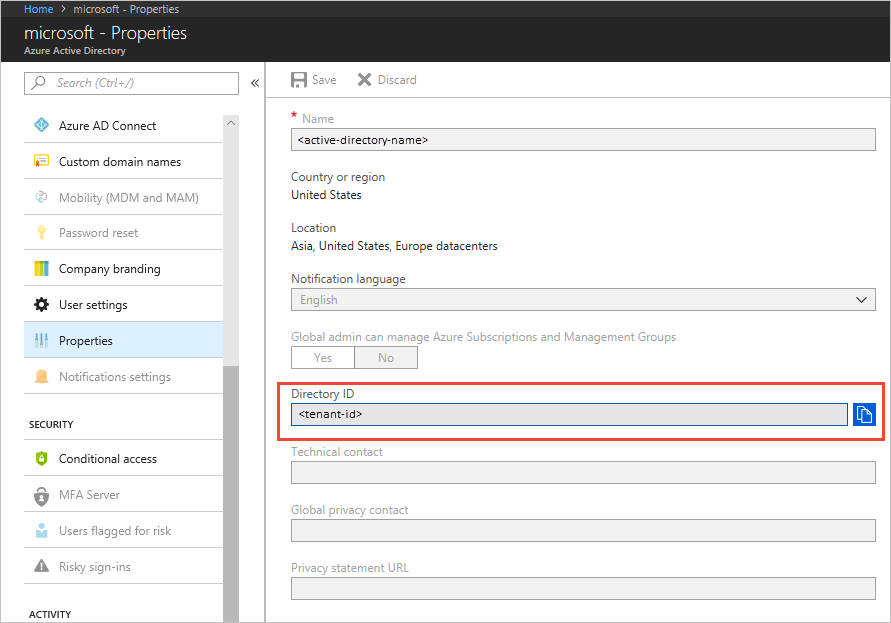 Home > microsoft - Properties
microsoft - Properties
Azure Active Directory
Search (Ctrl+/)
«
Azure AD Connect
Custom domain names
Mobility (MDM and MAM)
Password reset
Company branding
User settings
Properties
Notifications settings
SECURITY
Conditional access
MFA Server
Users flagged for risk
Risky sign-ins
ACTIVITY
Save Discard
* Name
<active-directory-name>
Country or region
United States
Location
Asia, United States, Europe datacenters
Notification language
English
Global admin can manage Azure Subscriptions and Management Groups
Yes No
Directory ID
<tenant-id>
Technical contact
Global privacy contact
Privacy statement URL